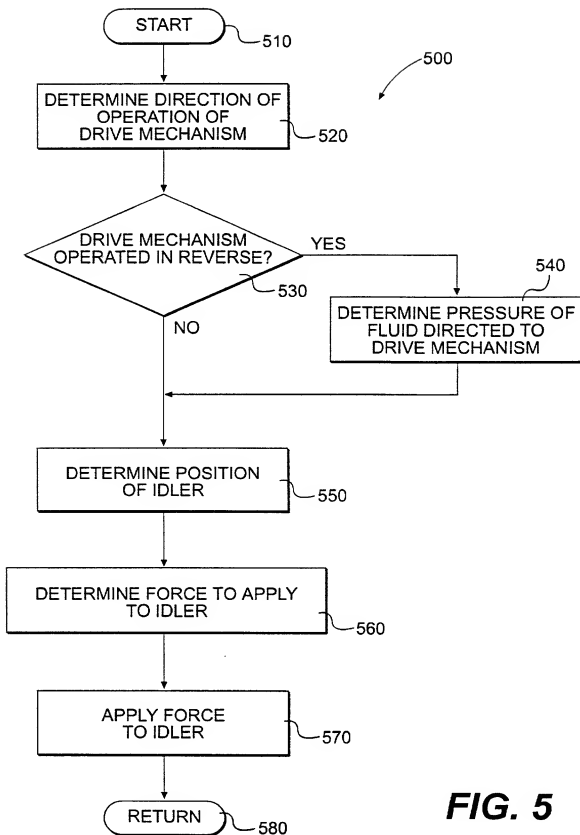 START
510
500
DETERMINE DIRECTION OF
OPERATION OF
DRIVE MECHANISM
520
DRIVE MECHANISM
OPERATED IN REVERSE?
530
YES
NO
540
DETERMINE PRESSURE OF
FLUID DIRECTED TO
DRIVE MECHANISM
DETERMINE POSITION
OF IDLER
550
DETERMINE FORCE TO APPLY
TO IDLER
560
APPLY FORCE
TO IDLER
570
RETURN
580
FIG. 5